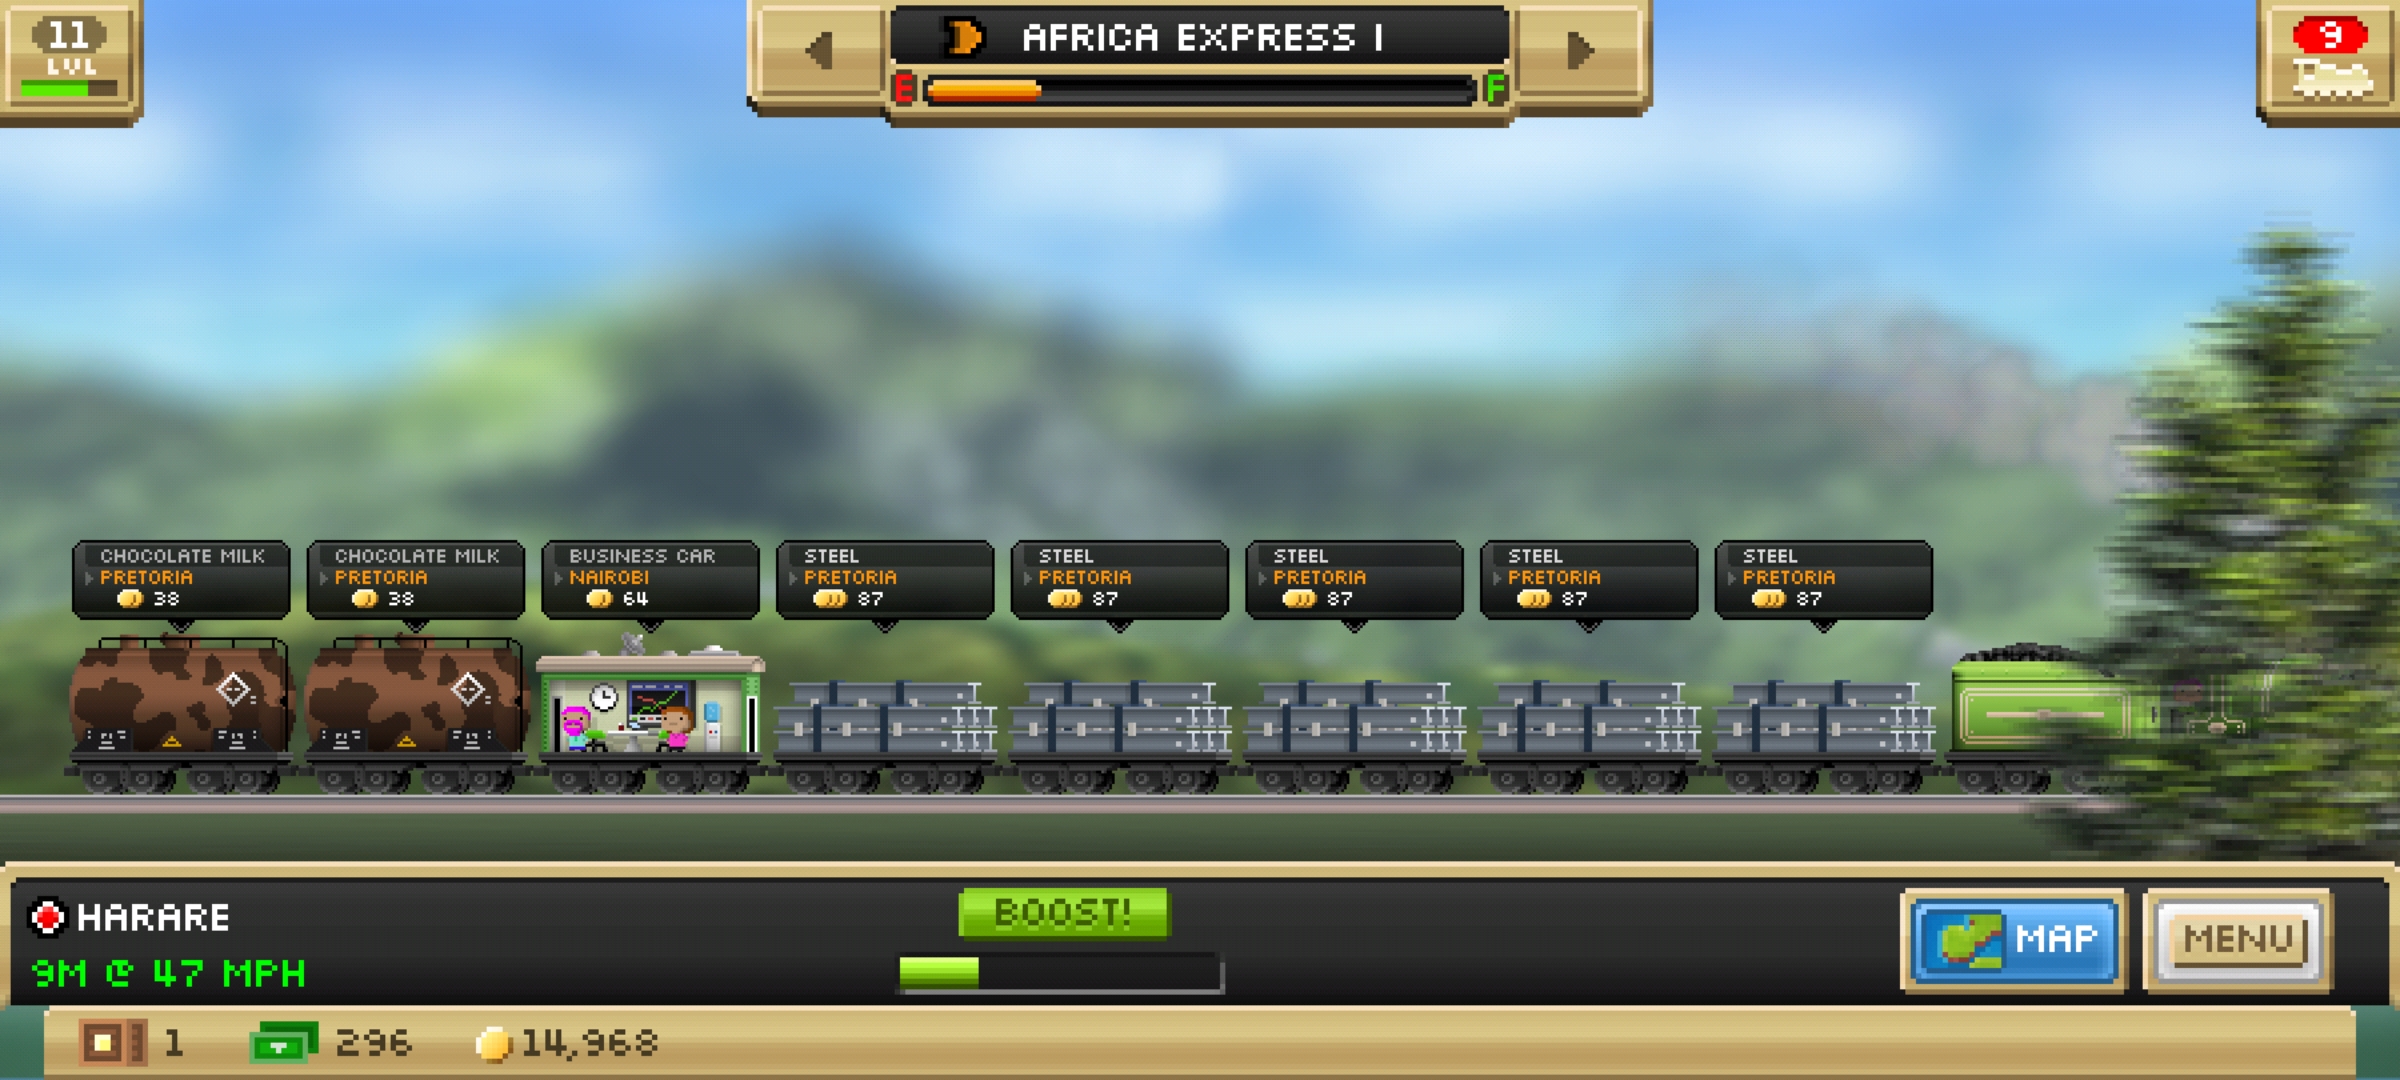 11
LVL
AFRICA EXPRESS I
E
F
9
CHOCOLATE MILK
PRETORIA
38
CHOCOLATE MILK
PRETORIA
38
BUSINESS CAR
NAIROBI
64
STEEL
PRETORIA
87
STEEL
PRETORIA
87
STEEL
PRETORIA
87
STEEL
PRETORIA
87
STEEL
PRETORIA
87
HARARE
9M @ 47 MPH
BOOST!
MAP
MENU
1
296
14,968